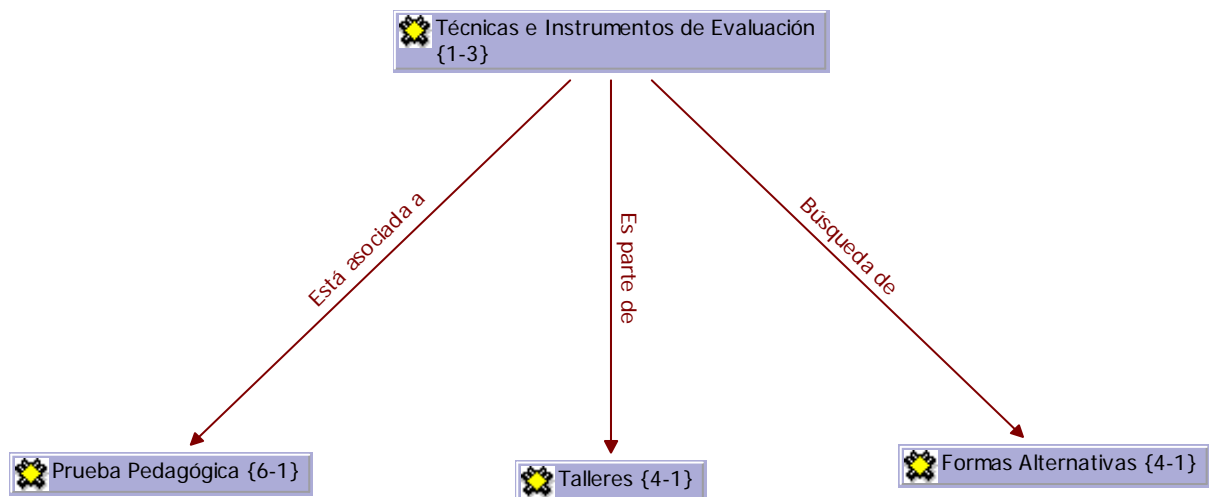 Técnicas e Instrumentos de Evaluación
{1-3}
Está asociada a
Es parte de
Búsqueda de
Prueba Pedagógica {6-1}
Talleres {4-1}
Formas Alternativas {4-1}